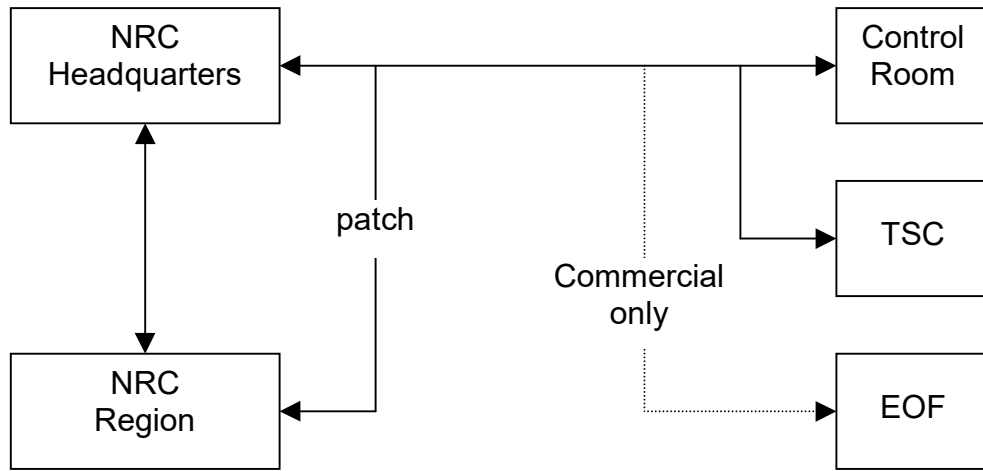 NRC
Headquarters
Control
Room
patch
TSC
Commercial
only
NRC
Region
EOF